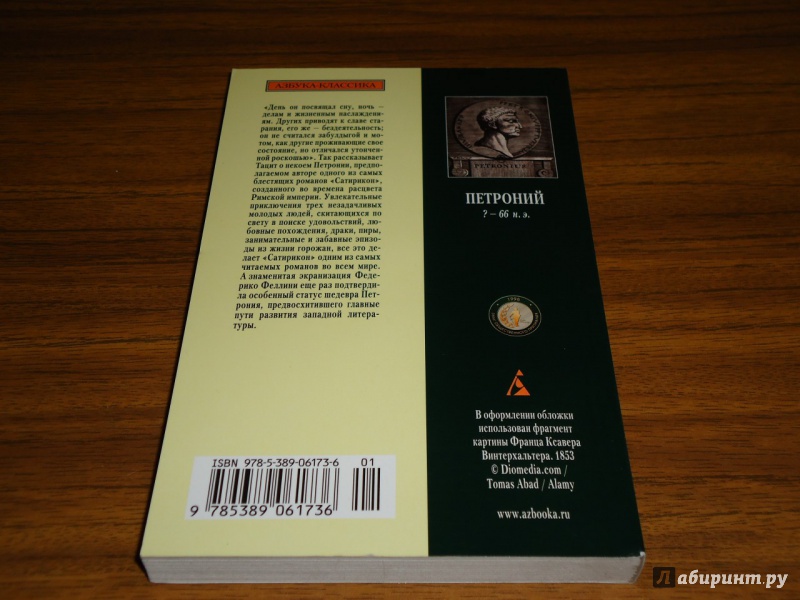 АЗБУКА-КЛАССИКА
«День он посвящал сну, ночь –
делам и жизненным наслаждени-
ям. Других приводят к славе ста-
рания, его же – бездеятельность;
он не считался забулдыгой и мо-
том, как другие проживающие свое
состояние, но отличался утончен-
ной роскошью». Так рассказывает
Тацит о некоем Петронии, предпо-
лагаемом авторе одного из самых
блестящих романов «Сатирикон»,
созданного во времена расцвета
Римской империи. Увлекательные
приключения трех незадачливых
молодых людей, скитающихся по
свету в поиске удовольствий, лю-
бовные похождения, драки, пиры,
занимательные и забавные эпизо-
ды из жизни горожан, все это де-
лает «Сатирикон» одним из самых
читаемых романов во всем мире.
А знаменитая экранизация Феде-
рико Феллини еще раз подтверди-
ла особенный статус шедевра Пет-
рония, предвосхитившего главные
пути развития западной литера-
туры.
ISBN 978-5-389-06173-6 01
9 785389 061736
PETRONIUS
ПЕТРОНИЙ
? – 66 н. э.
1995
В оформлении обложки
использован фрагмент
картины Франца Ксавера
Винтерхальтера. 1853
© Diomedia.com /
Tomas Abad / Alamy
www.azbooka.ru
Лабиринт.ру